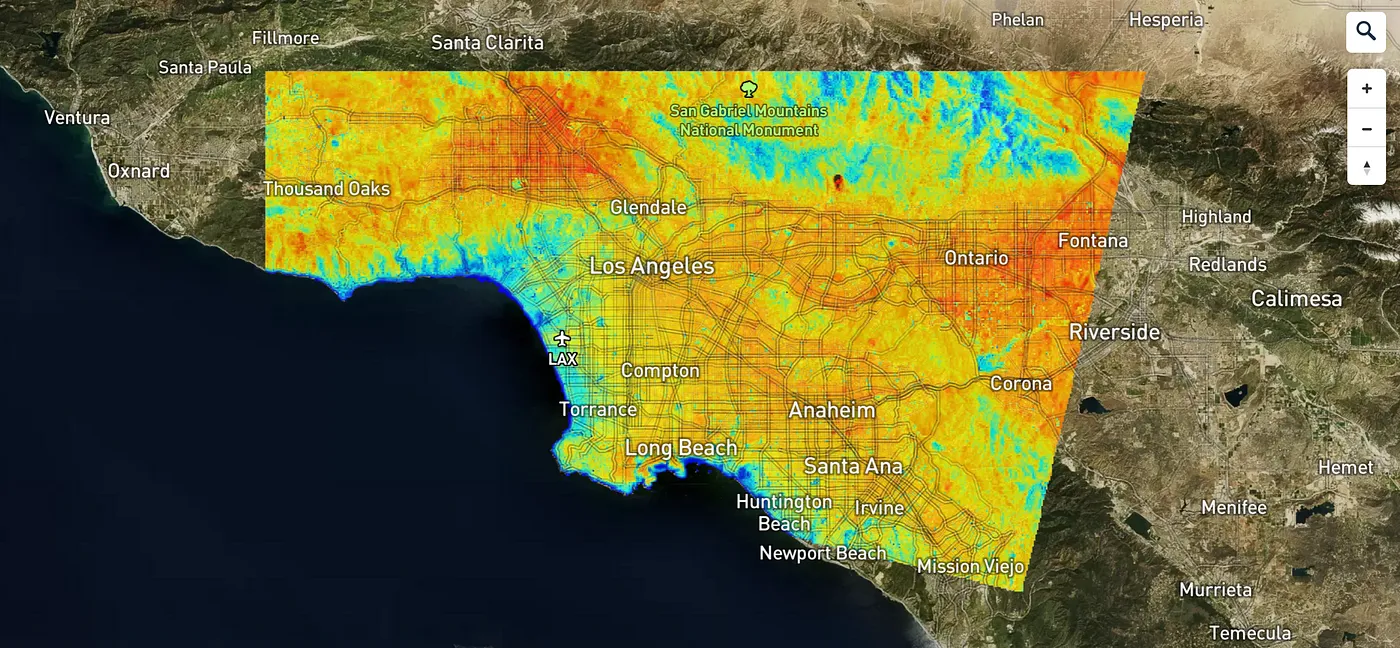 Phelan
Hesperia
Fillmore
Santa Clarita
Santa Paula
San Gabriel Mountains
National Monument
Ventura
Oxnard
Thousand Oaks
Glendale
Highland
Fontana
Ontario
Los Angeles
Redlands
Calimesa
Riverside
LAX
Compton
Corona
Torrance
Anaheim
Long Beach
Santa Ana
Hemet
Huntington
Beach
Irvine
Menifee
Newport Beach
Mission Viejo
Murrieta
Temecula